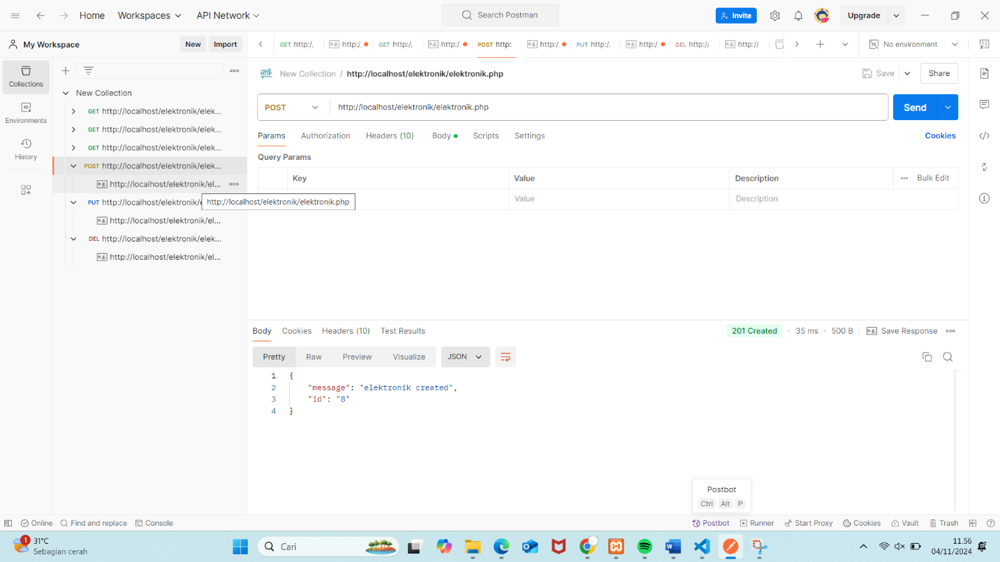 Home
Workspaces
API Network
Search Postman
Invite
Upgrade
My Workspace
New
Import
GET http:/,
e.g. http:/,
GET http:/,
e.g. http:/,
POST http:
e.g. http:/,
PUT http:/,
e.g. http:/,
DEL http://
e.g. http://
No environment
Collections
Environments
History
New Collection
GET http://localhost/elektronik/elek...
GET http://localhost/elektronik/elek...
GET http://localhost/elektronik/elek...
POST http://localhost/elektronik/elek...
e.g. http://localhost/elektronik/el...
PUT http://localhost/elektronik/e
http://localhost/elektronik/elektronik.php
e.g. http://localhost/elektronik/el...
DEL http://localhost/elektronik/elek...
e.g. http://localhost/elektronik/el...
HTTP New Collection / http://localhost/elektronik/elektronik.php
Save
Share
POST
http://localhost/elektronik/elektronik.php
Send
Params
Authorization
Headers (10)
Body
Scripts
Settings
Cookies
Query Params
Key
Value
Description
Bulk Edit
Value
Description
Body
Cookies
Headers (10)
Test Results
201 Created
35 ms
500 B
e.g. Save Response
Pretty
Raw
Preview
Visualize
JSON
1 {
2 "message": "elektronik created",
3 "id": "8"
4 }
Postbot
Ctrl Alt P
Online
Find and replace
Console
Postbot
Runner
Start Proxy
Cookies
Vault
Trash
1
31°C
Sebagian cerah
Cari
11.56
04/11/2024